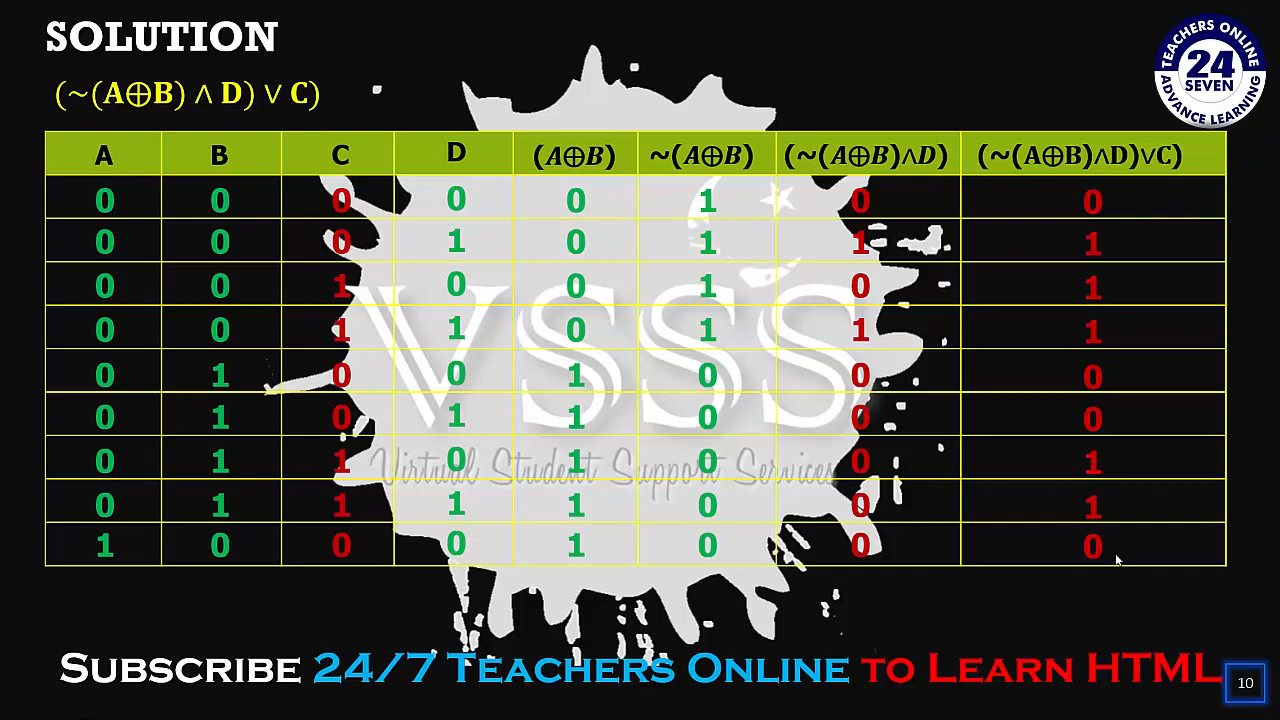 SOLUTION
(~(A⊕B) ∧ D) ∨ C)
TEACHERS ONLINE
24
SEVEN
ADVANCE LEARNING
A B C D (A⊕B) ~(A⊕B) (~(A⊕B)∧D) (~(A⊕B)∧D)∨C)
0 0 0 0 0 1 0 0
0 0 0 1 0 1 1 1
0 0 1 0 0 1 0 1
0 0 1 1 0 1 1 1
0 1 0 0 1 0 0 0
0 1 0 1 1 0 0 0
0 1 1 0 1 0 0 1
0 1 1 1 1 0 0 1
1 0 0 0 1 0 0 0
VSSS
Virtual Student Support Services
SUBSCRIBE 24/7 TEACHERS ONLINE TO LEARN HTML
10